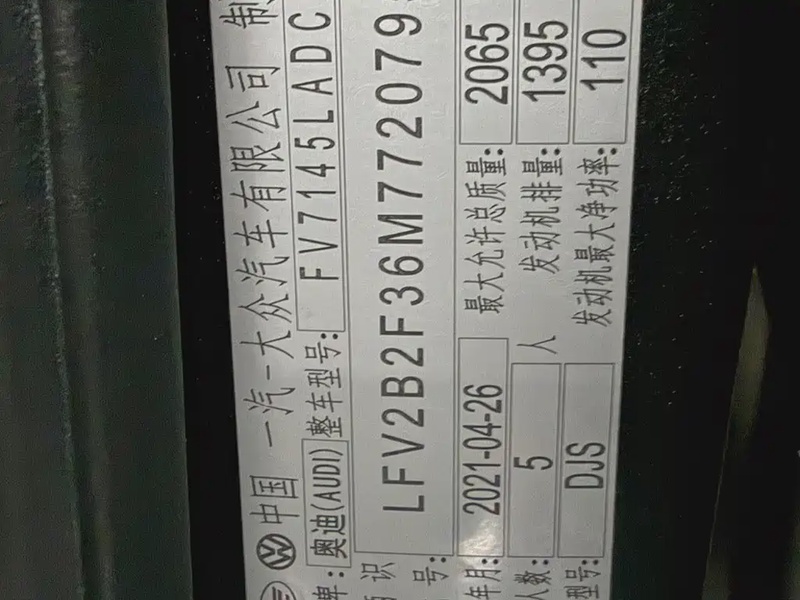 中国 一汽-大众汽车有限公司 制
牌: 奥迪(AUDI) 整车型号: FV7145LADC
识
号: LFV2B2F36M772079
年月: 2021-04-26 最大允许总质量: 2065
人数: 5 人 发动机排量: 1395
型号: DJS 发动机最大净功率: 110